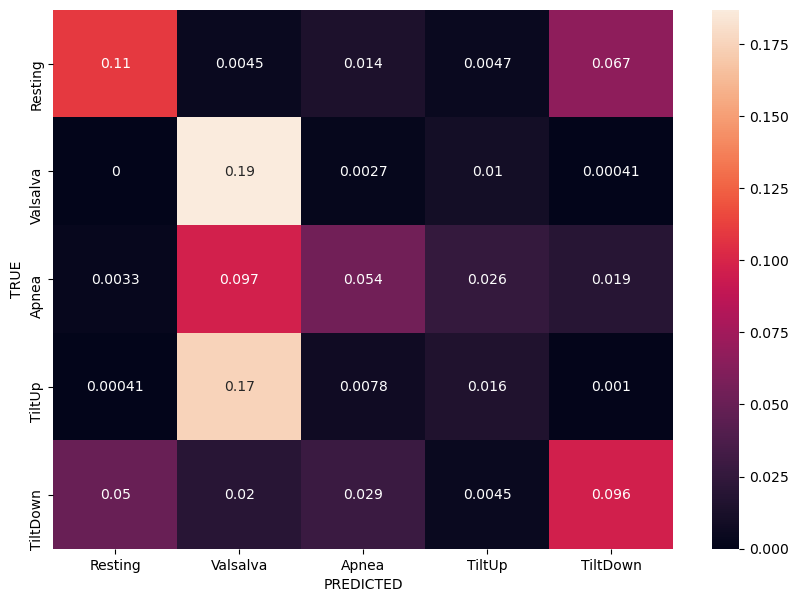 Resting 0.11 0.0045 0.014 0.0047 0.067
Valsalva 0 0.19 0.0027 0.01 0.00041
Apnea 0.0033 0.097 0.054 0.026 0.019
TiltUp 0.00041 0.17 0.0078 0.016 0.001
TiltDown 0.05 0.02 0.029 0.0045 0.096
TRUE
Resting Valsalva Apnea TiltUp TiltDown
PREDICTED
0.175
0.150
0.125
0.100
0.075
0.050
0.025
0.000